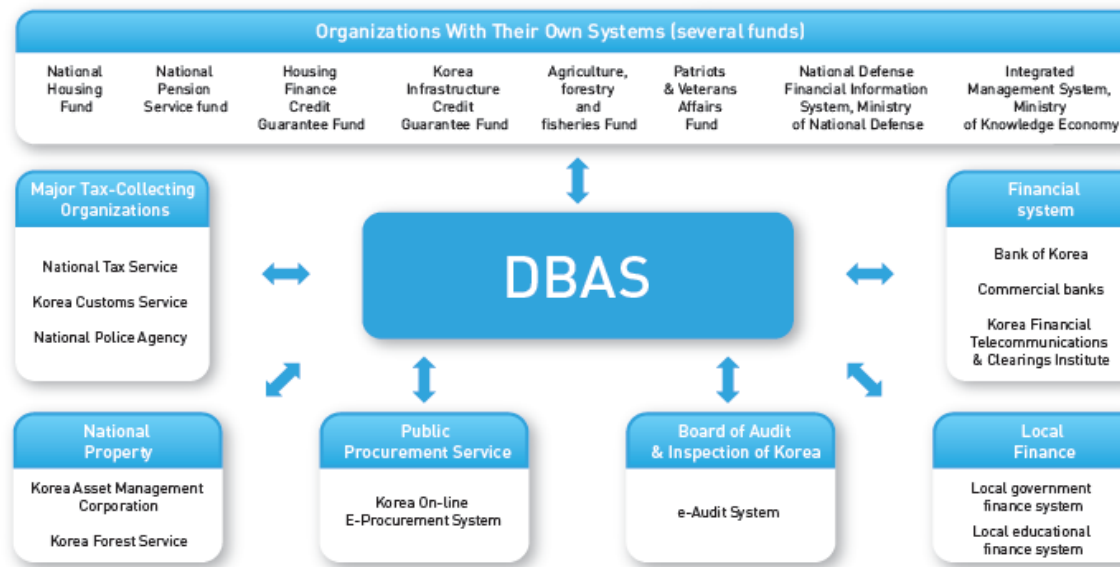 Organizations With Their Own Systems (several funds)
National
Housing
Fund
National
Pension
Service fund
Housing
Finance
Credit
Guarantee Fund
Korea
Infrastructure
Credit
Guarantee Fund
Agriculture,
forestry
and
fisheries Fund
Patriots
& Veterans
Affairs
Fund
National Defense
Financial Information
System, Ministry
of National Defense
Integrated
Management System,
Ministry
of Knowledge Economy
Major Tax-Collecting
Organizations
National Tax Service
Korea Customs Service
National Police Agency
DBAS
Financial
system
Bank of Korea
Commercial banks
Korea Financial
Telecommunications
& Clearings Institute
National
Property
Korea Asset Management
Corporation
Korea Forest Service
Public
Procurement Service
Korea On-line
E-Procurement System
Board of Audit
& Inspection of Korea
e-Audit System
Local
Finance
Local government
finance system
Local educational
finance system